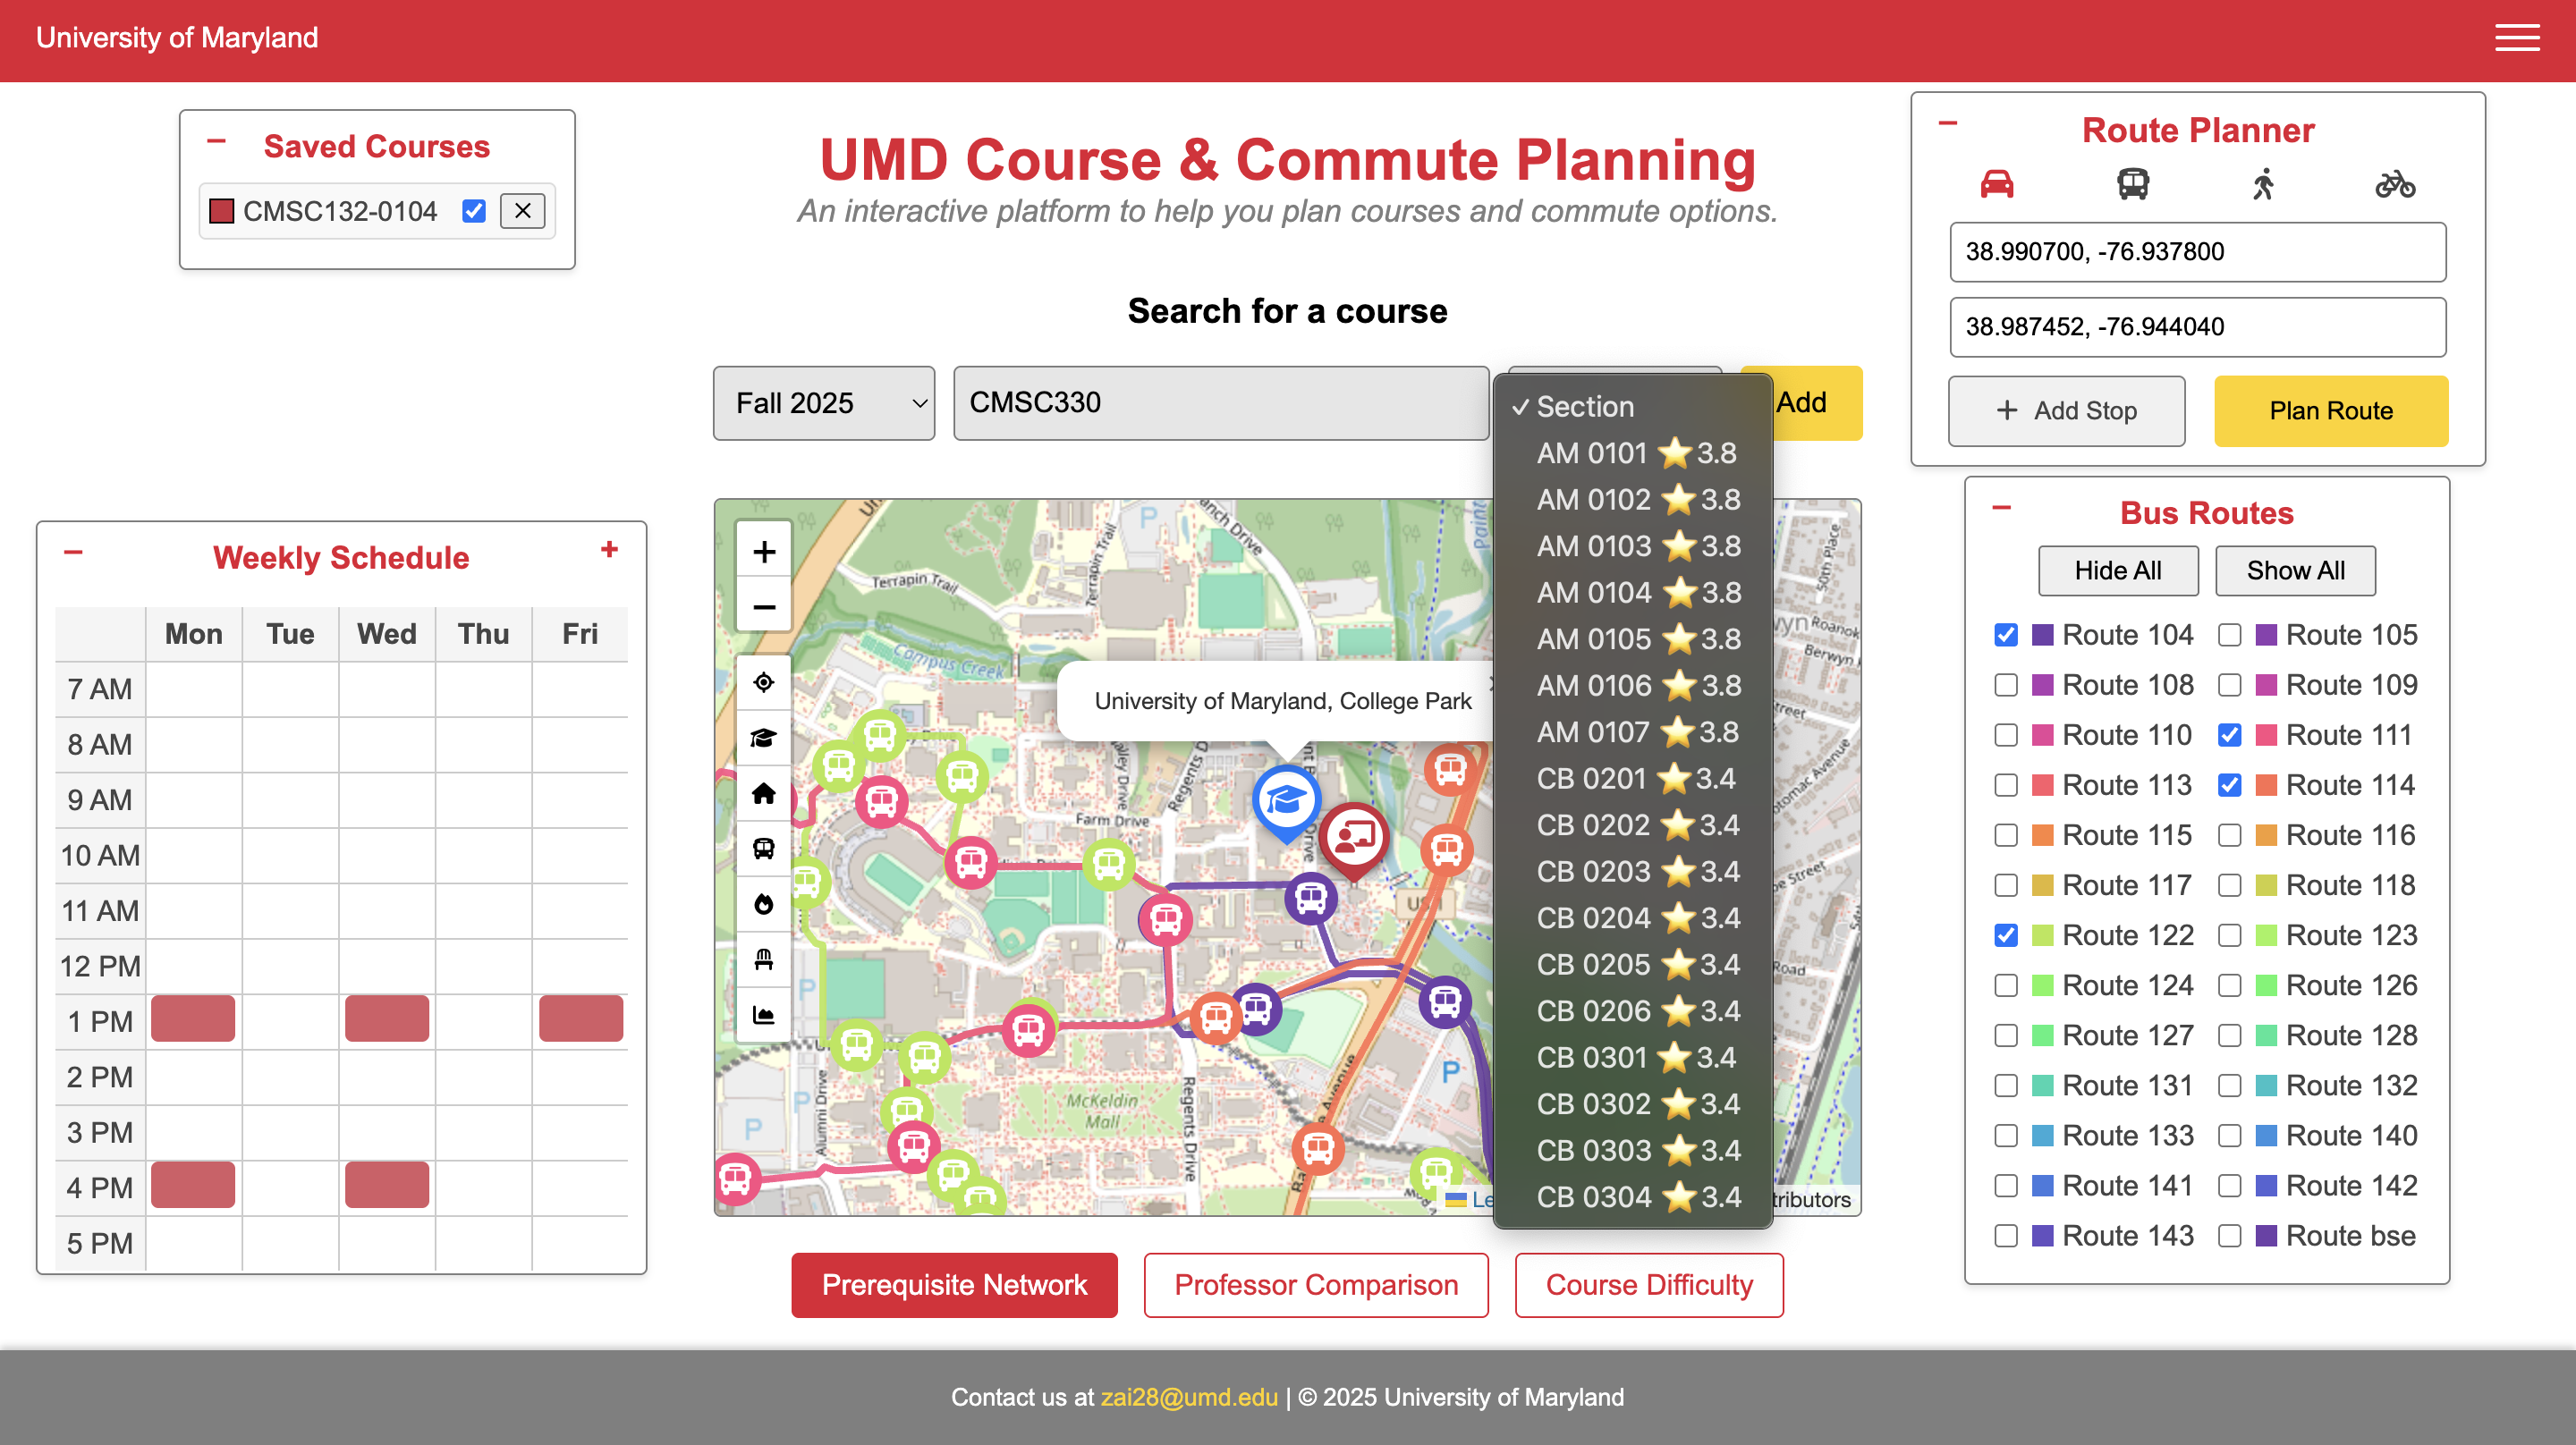 University of Maryland
Saved Courses
CMSC132-0104
UMD Course & Commute Planning
An interactive platform to help you plan courses and commute options.
Search for a course
Fall 2025
CMSC330
Add
Section
AM 0101 ⭐3.8
AM 0102 ⭐3.8
AM 0103 ⭐3.8
AM 0104 ⭐3.8
AM 0105 ⭐3.8
AM 0106 ⭐3.8
AM 0107 ⭐3.8
CB 0201 ⭐3.4
CB 0202 ⭐3.4
CB 0203 ⭐3.4
CB 0204 ⭐3.4
CB 0205 ⭐3.4
CB 0206 ⭐3.4
CB 0301 ⭐3.4
CB 0302 ⭐3.4
CB 0303 ⭐3.4
CB 0304 ⭐3.4
Route Planner
38.990700, -76.937800
38.987452, -76.944040
+ Add Stop
Plan Route
Weekly Schedule
Mon Tue Wed Thu Fri
7 AM
8 AM
9 AM
10 AM
11 AM
12 PM
1 PM
2 PM
3 PM
4 PM
5 PM
Terrapin Trail
Terrapin Trail
Campus Creek
University of Maryland, College Park
Farm Drive
Regents D
McKeldin
Mall
Regents Drive
Alumni Drive
50th Place
Roanok
Berwyn
Road
P
P
P
P
P
tributors
Bus Routes
Hide All Show All
Route 104 Route 105
Route 108 Route 109
Route 110 Route 111
Route 113 Route 114
Route 115 Route 116
Route 117 Route 118
Route 122 Route 123
Route 124 Route 126
Route 127 Route 128
Route 131 Route 132
Route 133 Route 140
Route 141 Route 142
Route 143 Route bse
Prerequisite Network
Professor Comparison
Course Difficulty
Contact us at zai28@umd.edu | © 2025 University of Maryland